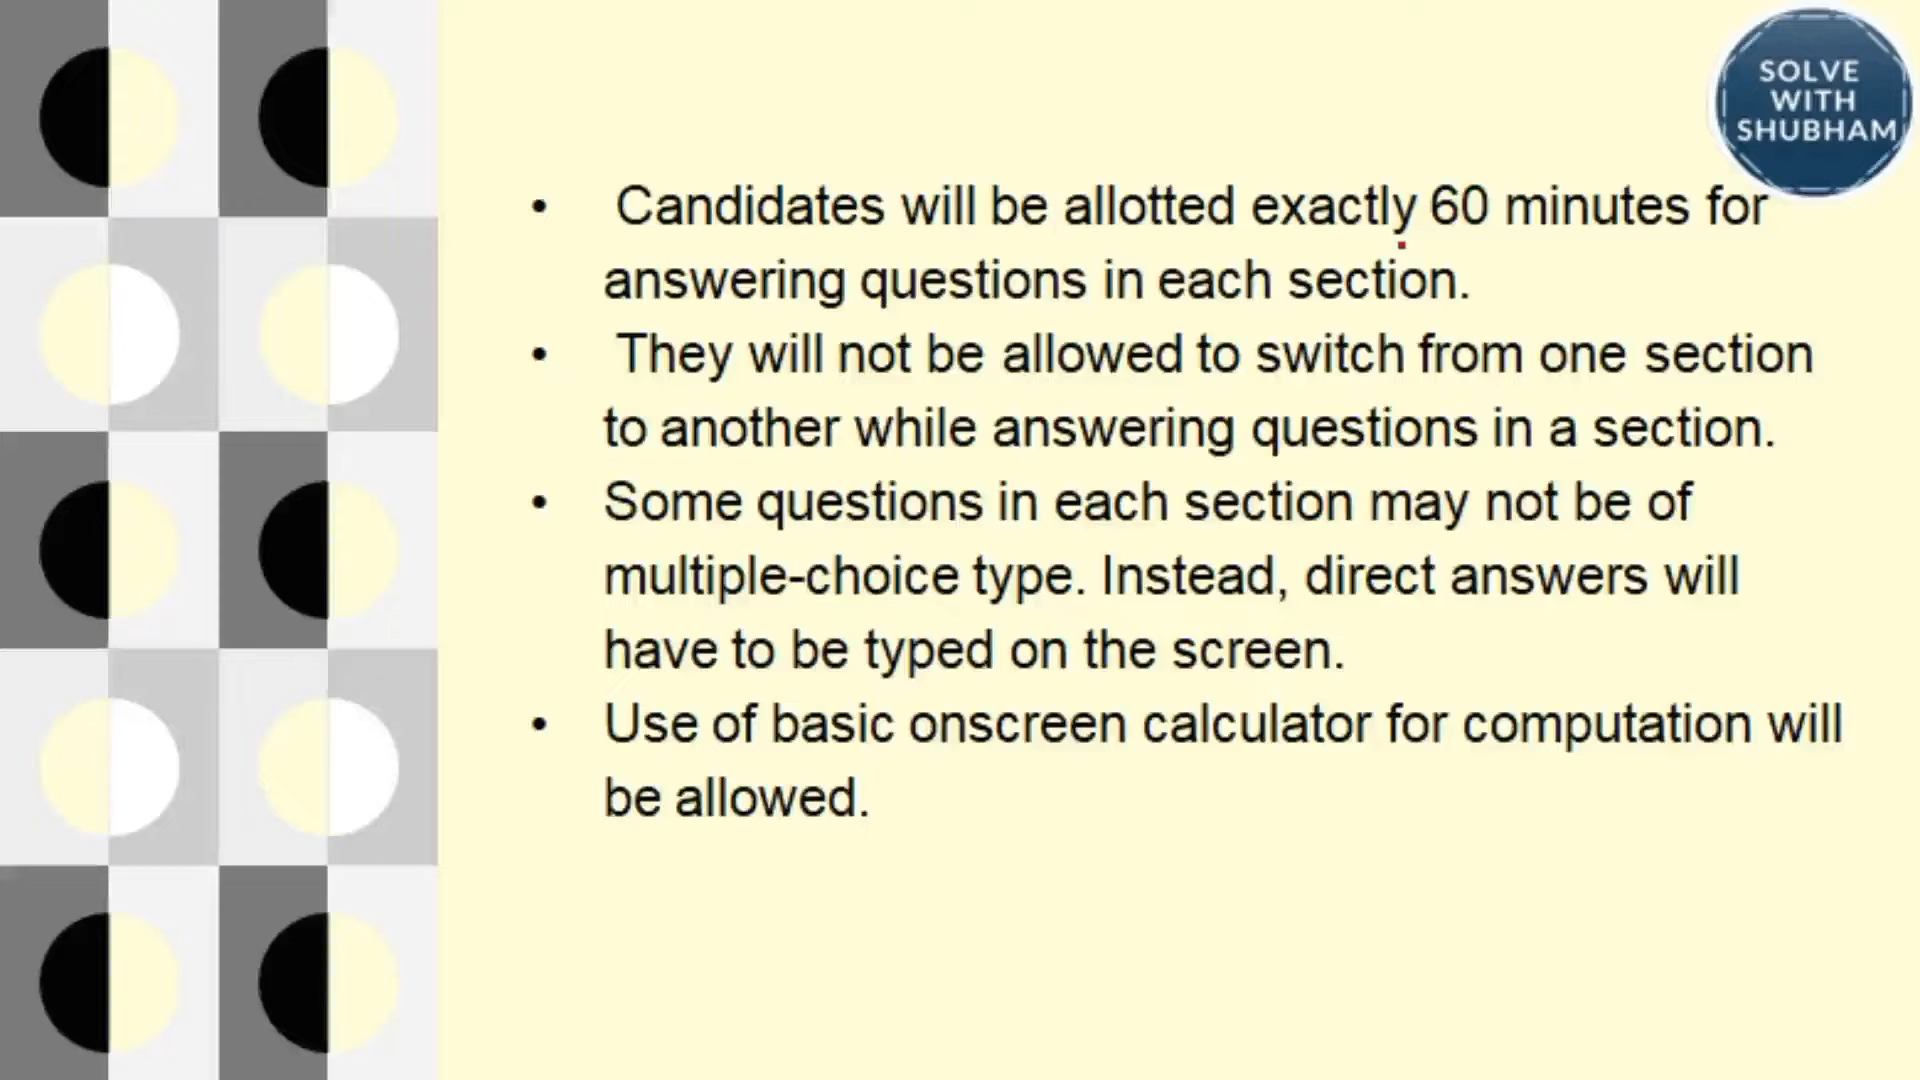 SOLVE
WITH
SHUBHAM
• Candidates will be allotted exactly 60 minutes for
answering questions in each section.
• They will not be allowed to switch from one section
to another while answering questions in a section.
• Some questions in each section may not be of
multiple-choice type. Instead, direct answers will
have to be typed on the screen.
• Use of basic onscreen calculator for computation will
be allowed.